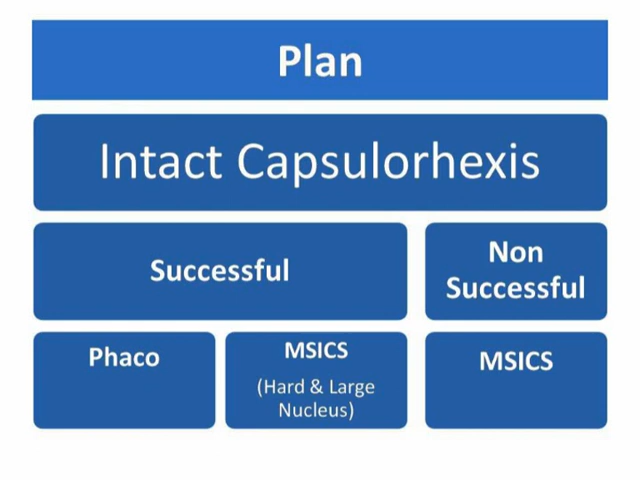 Plan
Intact Capsulorhexis
Successful
Non
Successful
Phaco
MSICS
(Hard & Large
Nucleus)
MSICS